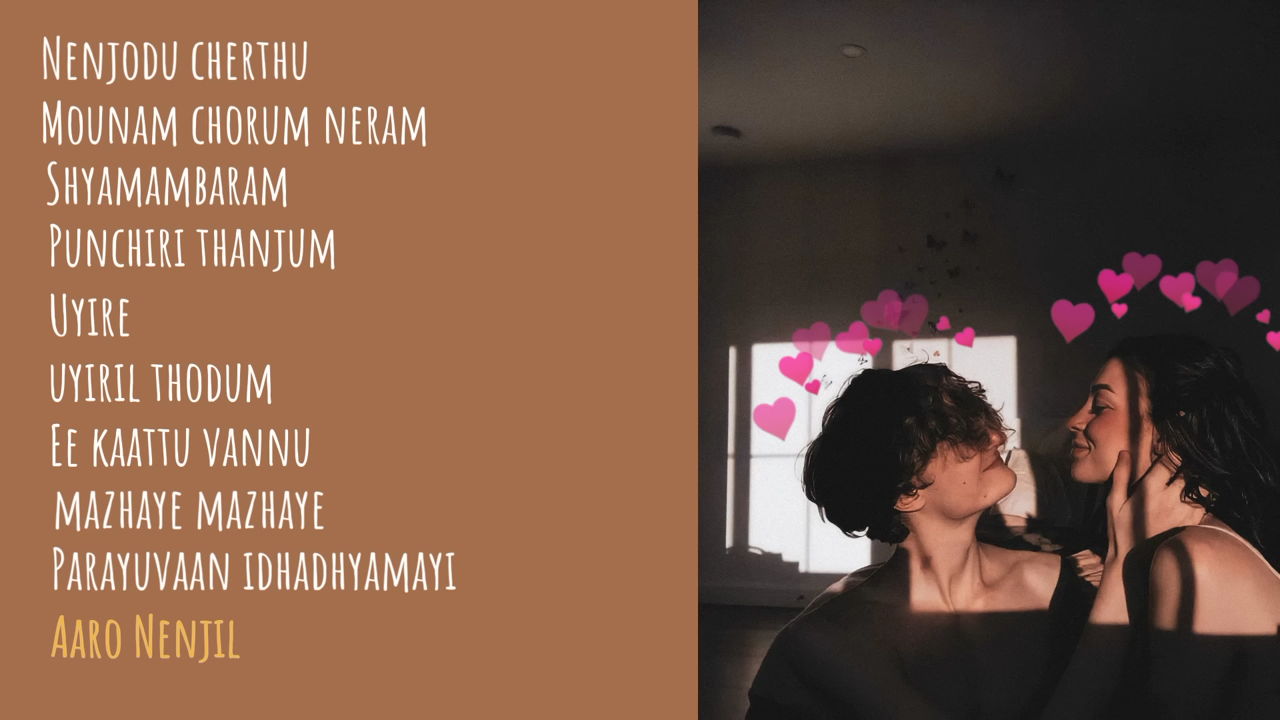 Nenjodu cherthu
Mounam chorum neram
Shyamambaram
Punchiri thanjum
Uyire
uyiril thodum
Ee kaattu vannu
mazhaye mazhaye
Parayuvaan idhadhyamayi
Aaro Nenjil